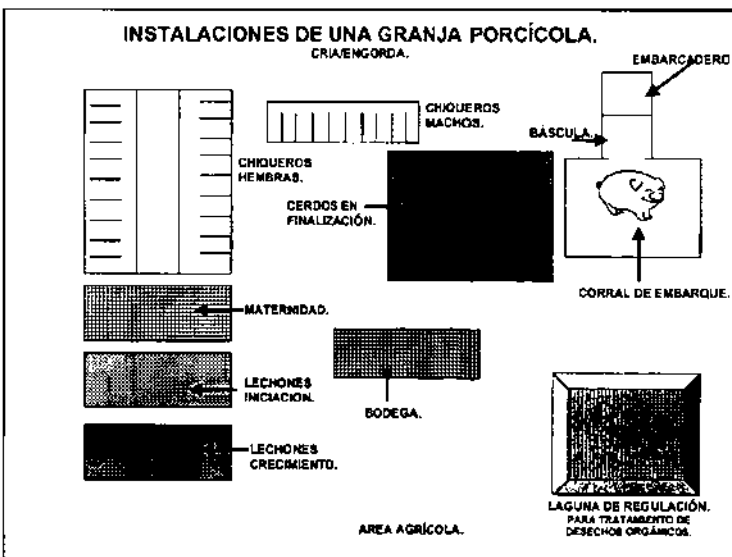 INSTALACIONES DE UNA GRANJA PORCÍCOLA.
CRIA/ENGORDA.
EMBARCADERO
CHIQUEROS
MACHOS.
BÁSCULA.
CHIQUEROS
HEMBRAS.
CERDOS EN
FINALIZACIÓN.
CORRAL DE EMBARQUE.
MATERNIDAD.
LECHONES
INICIACION.
BODEGA.
LECHONES
CRECIMIENTO.
LAGUNA DE REGULACIÓN.
PARA TRATAMIENTO DE
DESECHOS ORGÁNICOS.
AREA AGRÍCOLA.